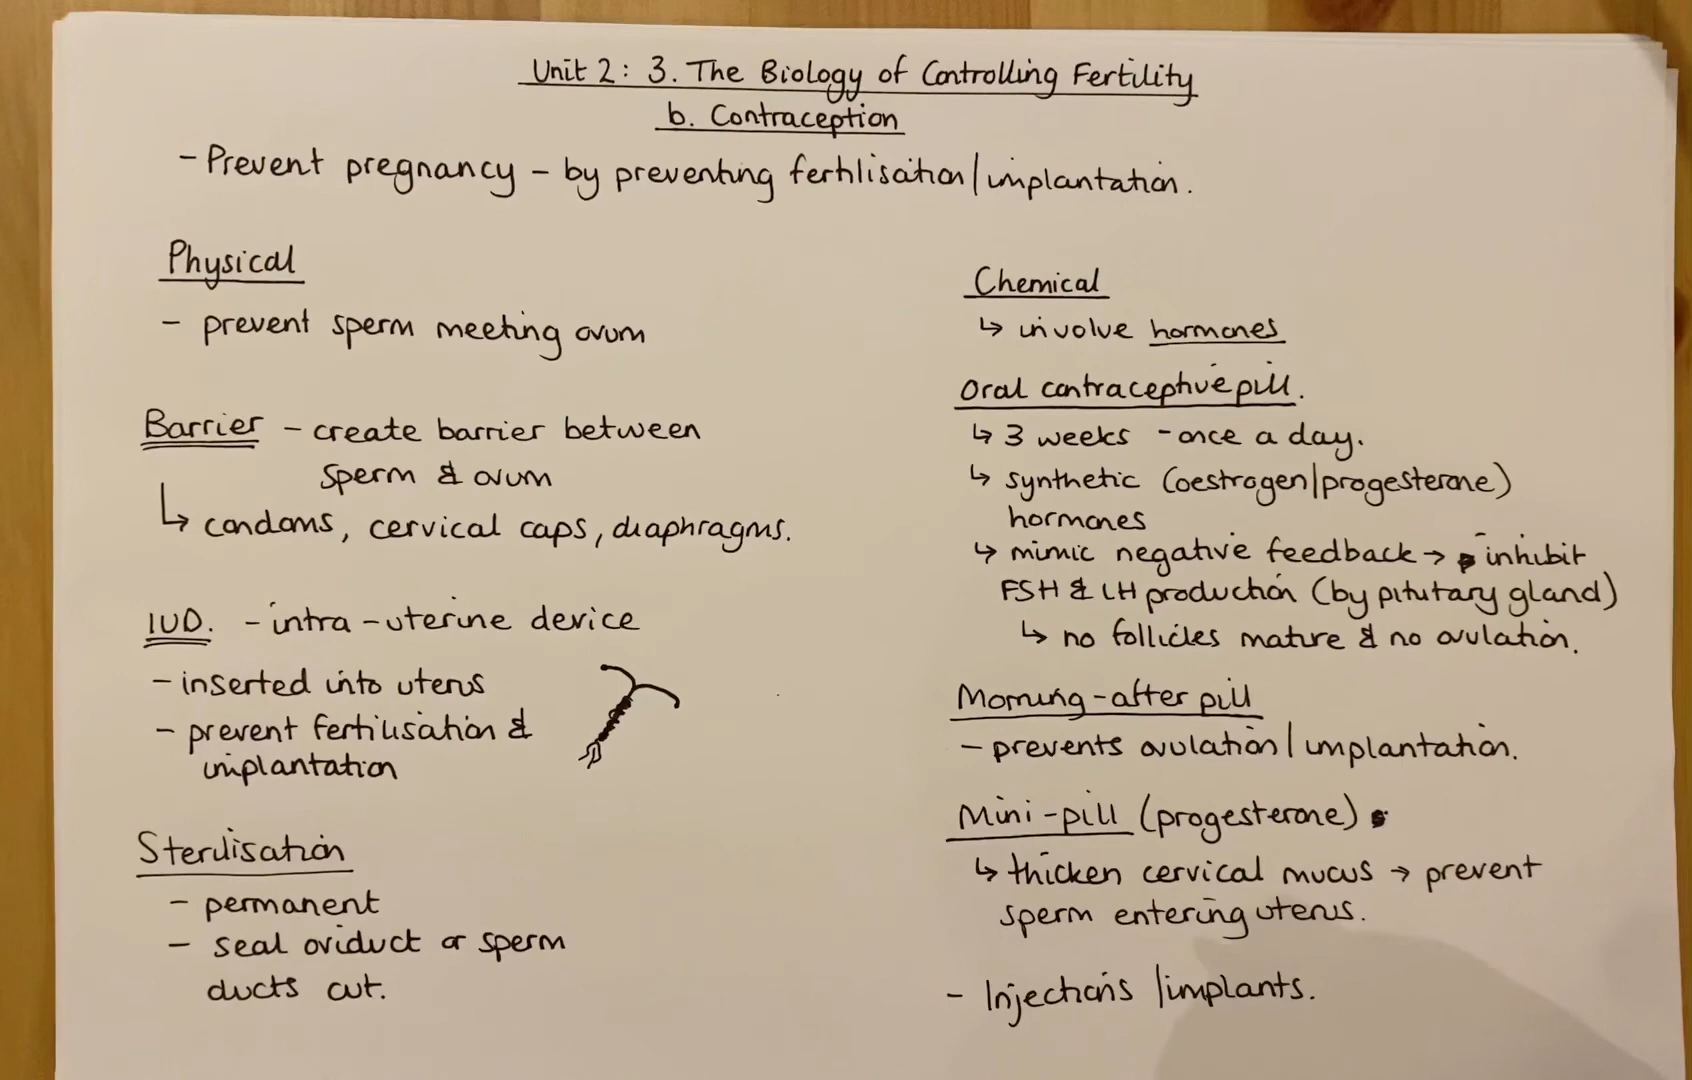 Unit 2: 3. The Biology of Controlling Fertility
b. Contraception
- Prevent pregnancy - by preventing fertilisation/implantation.
Physical
- prevent sperm meeting ovum
Barrier - create barrier between
sperm & ovum
↳ condoms, cervical caps, diaphragms.
IUD. - intra-uterine device
- inserted into uterus
- prevent fertilisation &
implantation
Sterilisation
- permanent
- seal oviduct or sperm
ducts cut.
Chemical
↳ involve hormones
Oral contraceptive pill.
↳ 3 weeks - once a day.
↳ synthetic (oestrogen/progesterone)
hormones
↳ mimic negative feedback → inhibit
FSH & LH production (by pitutary gland)
↳ no follicles mature & no ovulation.
Morning-after pill
- prevents ovulation/implantation.
Mini-pill (progesterone)
↳ thicken cervical mucus → prevent
sperm entering uterus.
- Injections/implants.